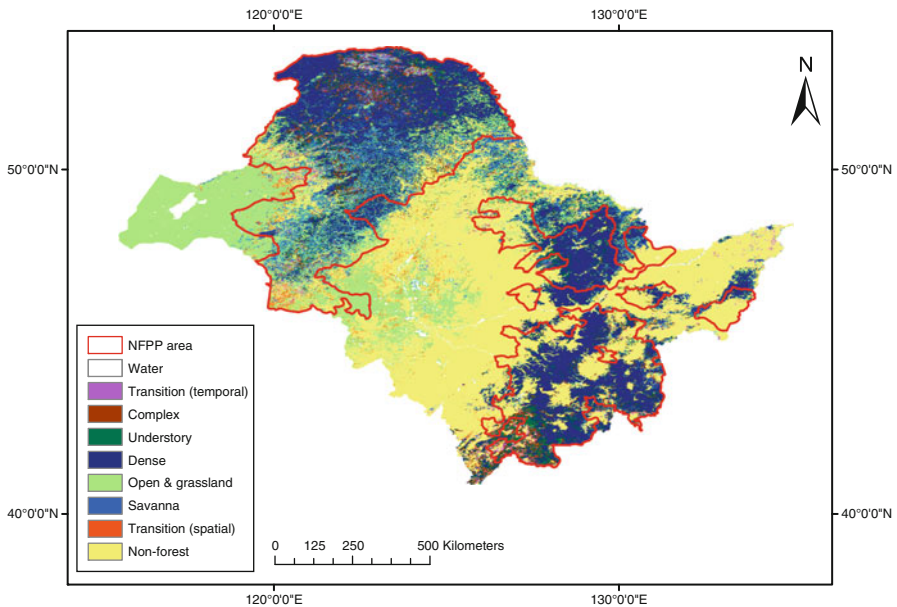 120°0'0"E 130°0'0"E
N
50°0'0"N 50°0'0"N
NFPP area
Water
Transition (temporal)
Complex
Understory
Dense
Open & grassland
Savanna
Transition (spatial)
Non-forest
40°0'0"N 40°0'0"N
0 125 250 500 Kilometers
120°0'0"E 130°0'0"E